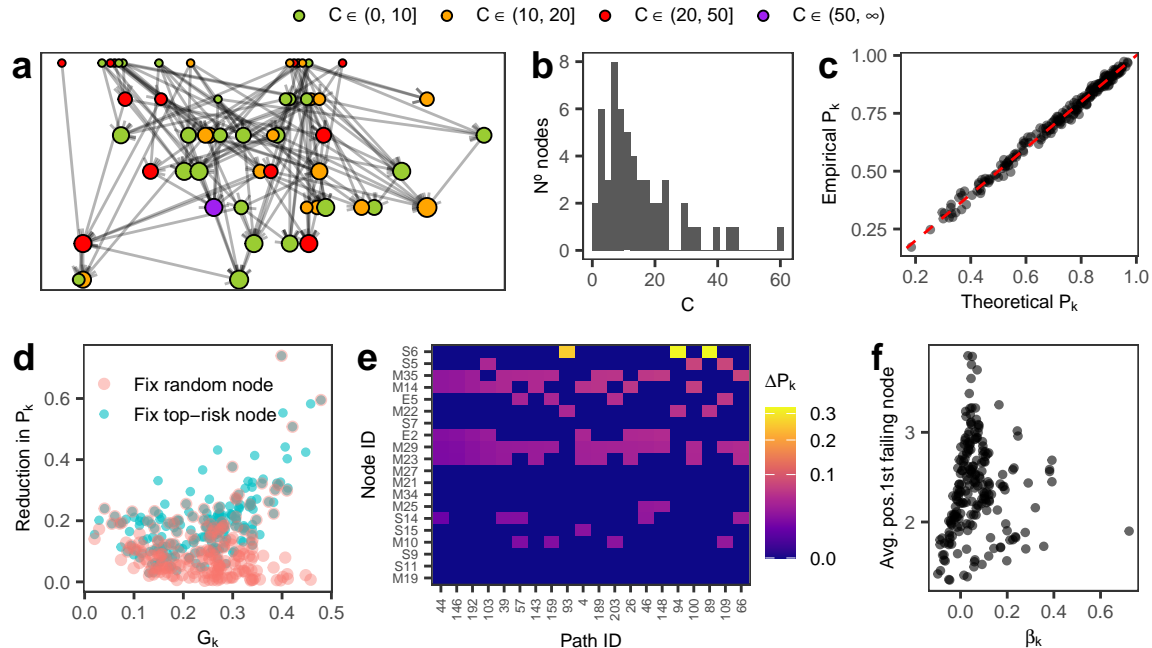 C ∈ (0, 10] C ∈ (10, 20] C ∈ (20, 50] C ∈ (50, ∞)
a
b
8
6
4
2
0
Nº nodes
0 20 40 60
C
c
1.00
0.75
0.50
0.25
Empirical Pk
0.2 0.4 0.6 0.8 1.0
Theoretical Pk
d
Fix random node
Fix top-risk node
0.6
0.4
0.2
0.0
Reduction in Pk
0.0 0.1 0.2 0.3 0.4 0.5
Gk
e
Node ID
S6
S5
M35
M14
E5
M22
S7
E2
M29
M23
M27
M21
M34
M25
S14
S15
M10
S9
S11
M19
44 146 192 103 39 57 143 159 93 4 189 203 26 46 148 94 100 89 109 66
Path ID
ΔPk
0.3
0.2
0.1
0.0
f
3
2
Avg. pos.1st failing node
0.0 0.2 0.4 0.6
βk